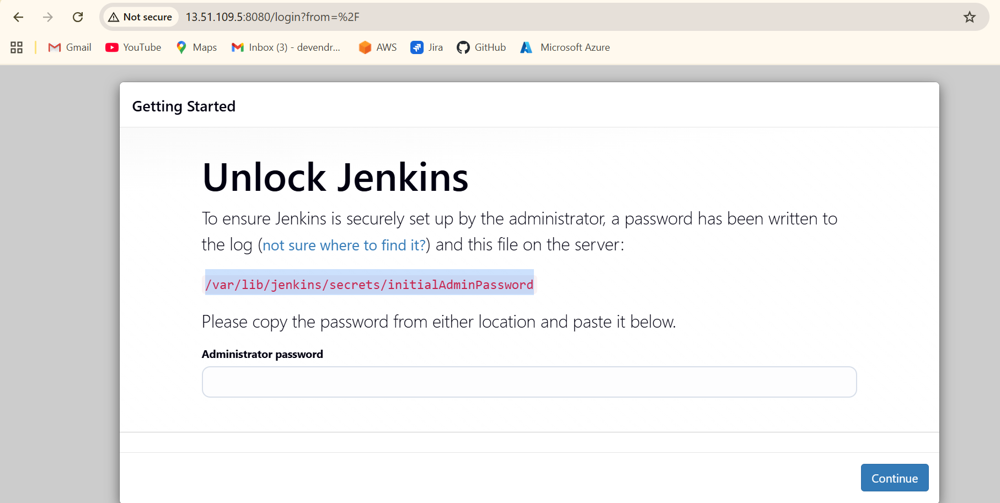 Not secure 13.51.109.5:8080/login?from=%2F
Gmail YouTube Maps Inbox (3) - devendr... AWS Jira GitHub Microsoft Azure
Getting Started
Unlock Jenkins
To ensure Jenkins is securely set up by the administrator, a password has been written to
the log (not sure where to find it?) and this file on the server:
/var/lib/jenkins/secrets/initialAdminPassword
Please copy the password from either location and paste it below.
Administrator password
Continue